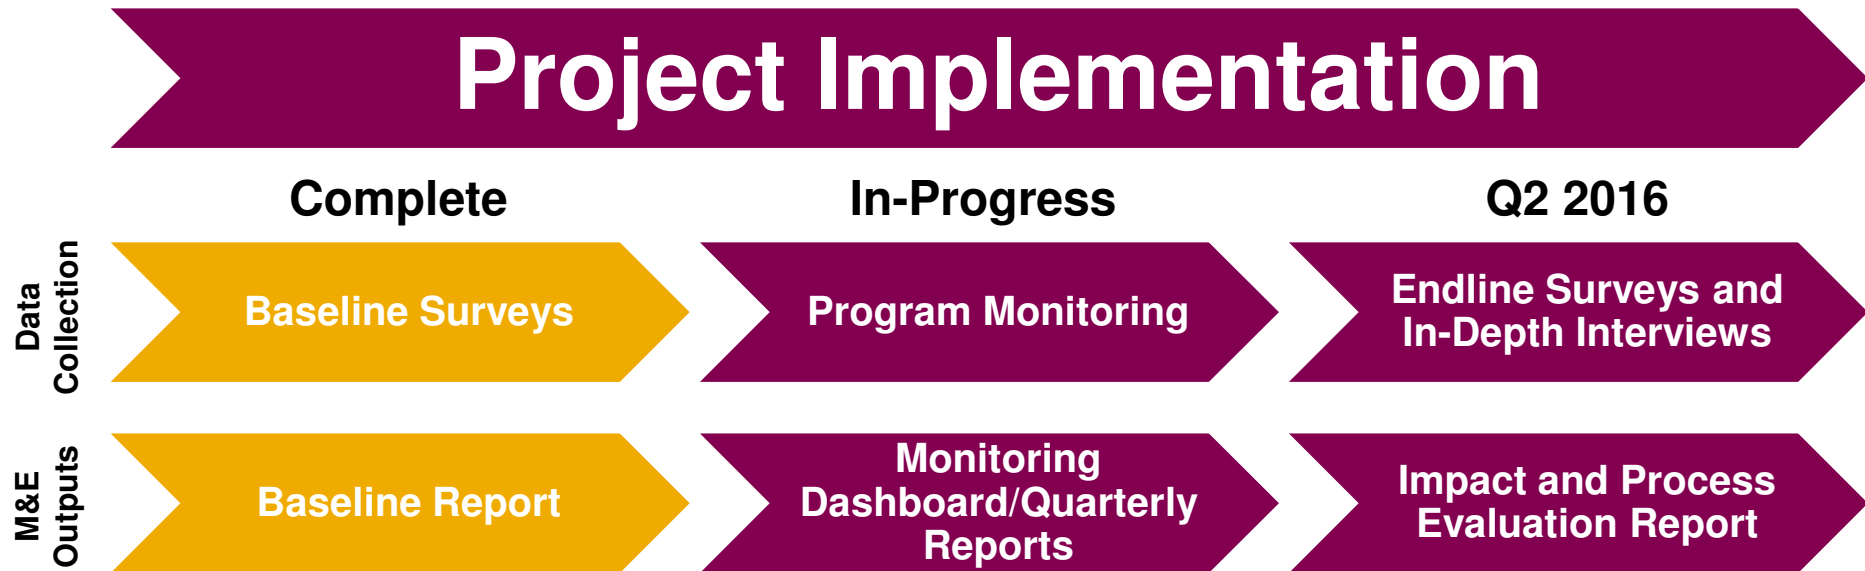 Project Implementation
Complete
In-Progress
Q2 2016
Data
Collection
Baseline Surveys
Program Monitoring
Endline Surveys and
In-Depth Interviews
M&E
Outputs
Baseline Report
Monitoring
Dashboard/Quarterly
Reports
Impact and Process
Evaluation Report